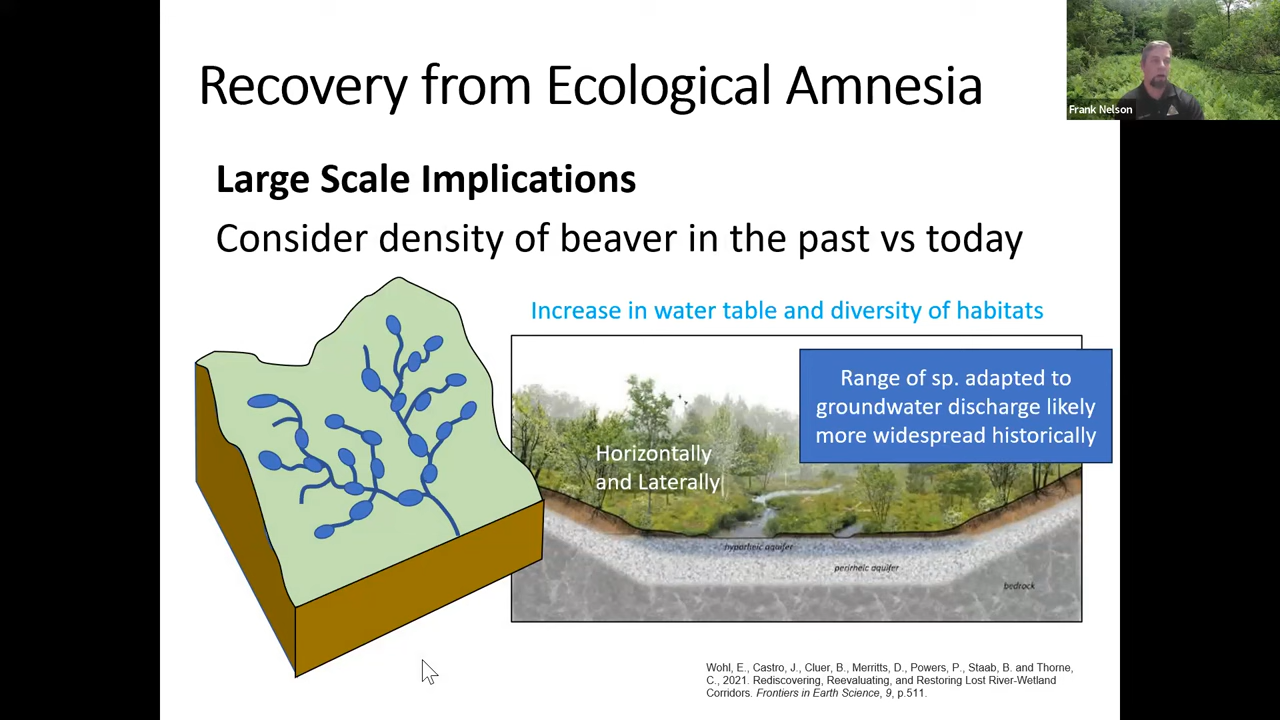 Recovery from Ecological Amnesia
Frank Nelson
Large Scale Implications
Consider density of beaver in the past vs today
Increase in water table and diversity of habitats
Range of sp. adapted to
groundwater discharge likely
more widespread historically
Horizontally
and Laterally
hyporheic aquifer
perirheic aquifer
bedrock
Wohl, E., Castro, J., Cluer, B., Merritts, D., Powers, P., Staab, B. and Thorne,
C., 2021. Rediscovering, Reevaluating, and Restoring Lost River-Wetland
Corridors. Frontiers in Earth Science, 9, p.511.